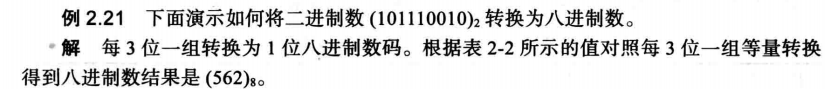 例 2.21 下面演示如何将二进制数 (101110010)₂ 转换为八进制数。
解 每 3 位一组转换为 1 位八进制数码。根据表 2-2 所示的值对照每 3 位一组等量转换
得到八进制数结果是 (562)₈。